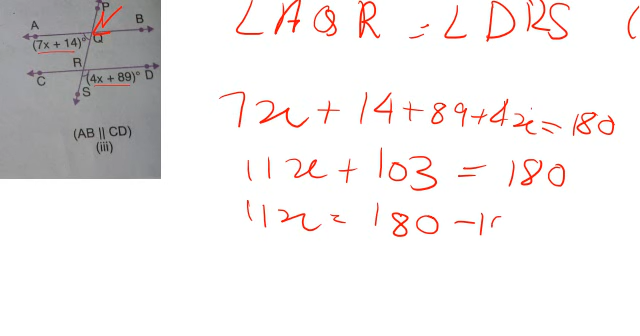 P
A B
(7x + 14)° Q
R
C (4x + 89)° D
S
(AB || CD)
(iii)
∠AQR = ∠DRS (
7x + 14 + 89 + 4x = 180
11x + 103 = 180
11x = 180 - 1